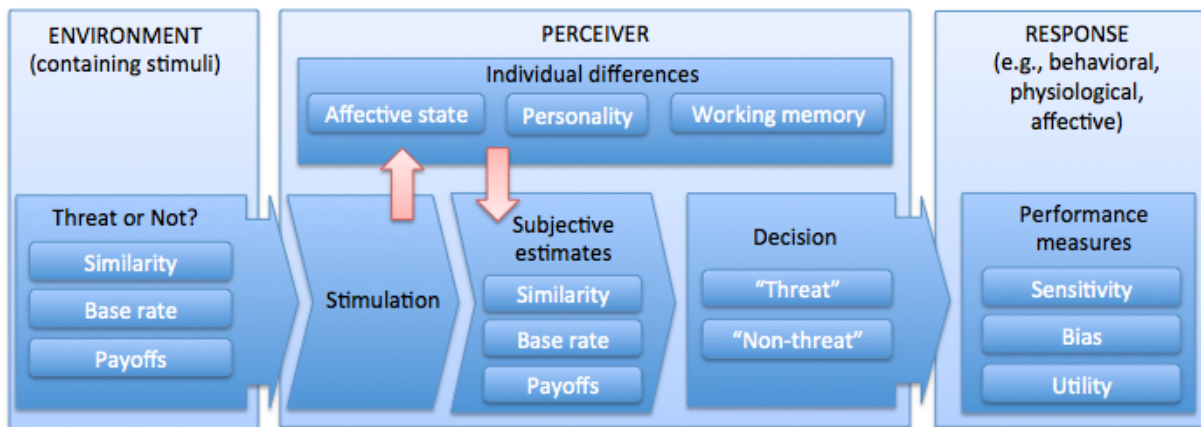 ENVIRONMENT
(containing stimuli)
Threat or Not?
Similarity
Base rate
Payoffs
PERCEIVER
Individual differences
Affective state
Personality
Working memory
Stimulation
Subjective
estimates
Similarity
Base rate
Payoffs
Decision
“Threat”
“Non-threat”
RESPONSE
(e.g., behavioral,
physiological,
affective)
Performance
measures
Sensitivity
Bias
Utility